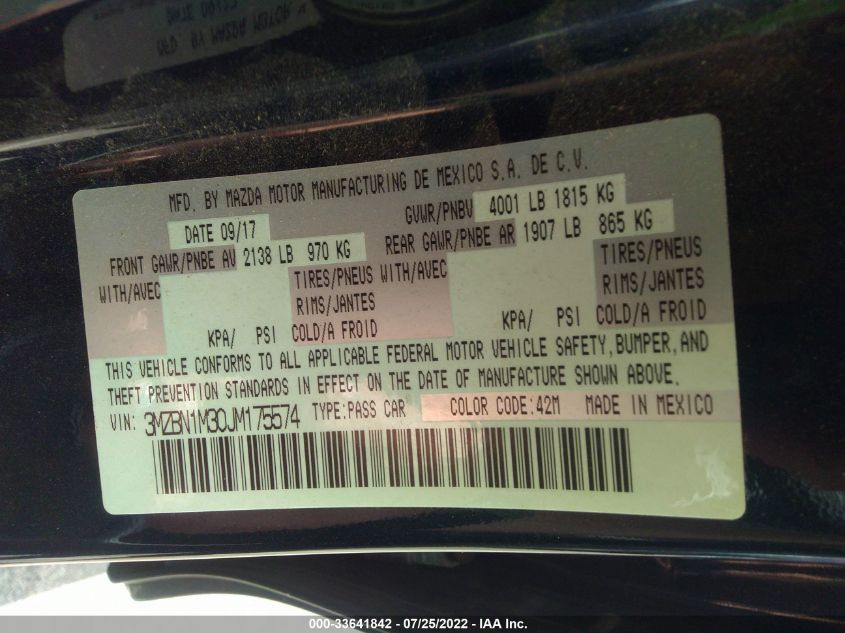 MFD. BY MAZDA MOTOR MANUFACTURING DE MEXICO S.A. DE C.V.
DATE 09/17 GVWR/PNBV 4001 LB 1815 KG
FRONT GAWR/PNBE AV 2138 LB 970 KG REAR GAWR/PNBE AR 1907 LB 865 KG
WITH/AVEC TIRES/PNEUS WITH/AVEC TIRES/PNEUS
RIMS/JANTES RIMS/JANTES
KPA/ PSI COLD/A FROID KPA/ PSI COLD/A FROID
THIS VEHICLE CONFORMS TO ALL APPLICABLE FEDERAL MOTOR VEHICLE SAFETY, BUMPER, AND
THEFT PREVENTION STANDARDS IN EFFECT ON THE DATE OF MANUFACTURE SHOWN ABOVE.
VIN: 3MZBN1M30JM175574 TYPE:PASS CAR COLOR CODE:42M MADE IN MEXICO
000-33641842 / 07/25/2022 - IAA Inc.